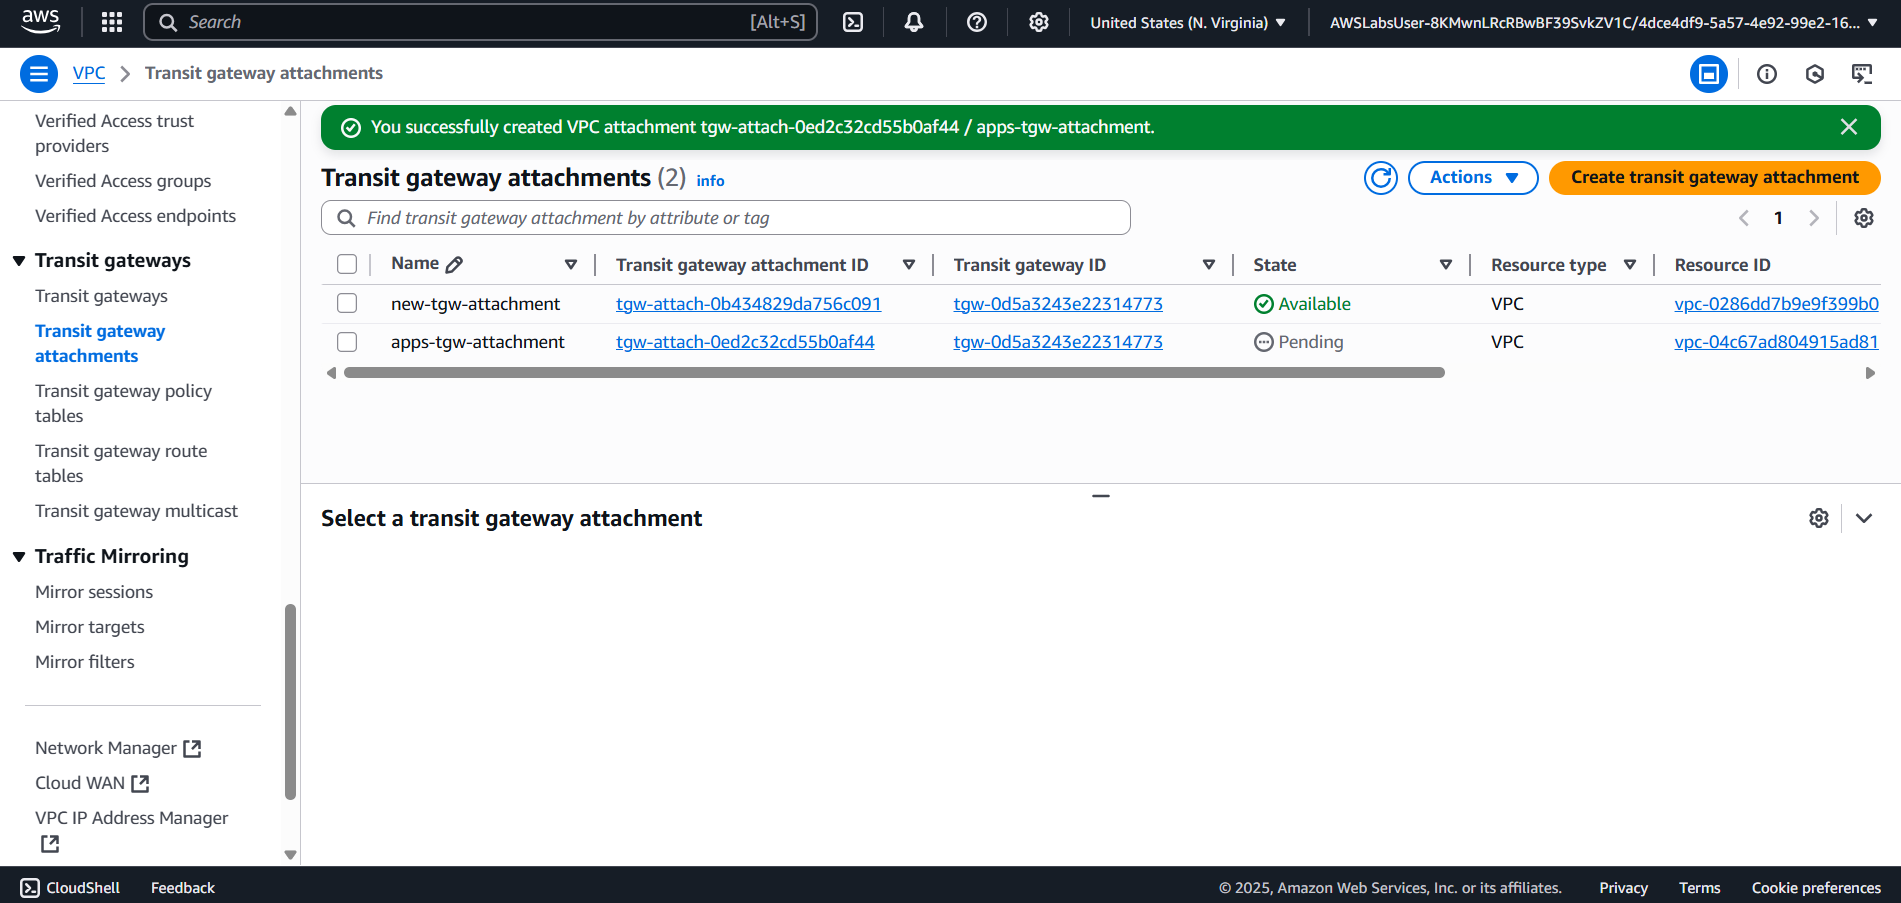 aws
Search
[Alt+S]
United States (N. Virginia)
AWSLabsUser-8KMwnLRcRBwBF39SvkZV1C/4dce4df9-5a57-4e92-99e2-16...
VPC
Transit gateway attachments
Verified Access trust
providers
Verified Access groups
Verified Access endpoints
Transit gateways
Transit gateways
Transit gateway
attachments
Transit gateway policy
tables
Transit gateway route
tables
Transit gateway multicast
Traffic Mirroring
Mirror sessions
Mirror targets
Mirror filters
Network Manager
Cloud WAN
VPC IP Address Manager
You successfully created VPC attachment tgw-attach-0ed2c32cd55b0af44 / apps-tgw-attachment.
Transit gateway attachments (2) info
Actions
Create transit gateway attachment
Find transit gateway attachment by attribute or tag
1
Name Transit gateway attachment ID Transit gateway ID State Resource type Resource ID
new-tgw-attachment tgw-attach-0b434829da756c091 tgw-0d5a3243e22314773 Available VPC vpc-0286dd7b9e9f399b0
apps-tgw-attachment tgw-attach-0ed2c32cd55b0af44 tgw-0d5a3243e22314773 Pending VPC vpc-04c67ad804915ad81
Select a transit gateway attachment
CloudShell
Feedback
© 2025, Amazon Web Services, Inc. or its affiliates.
Privacy
Terms
Cookie preferences